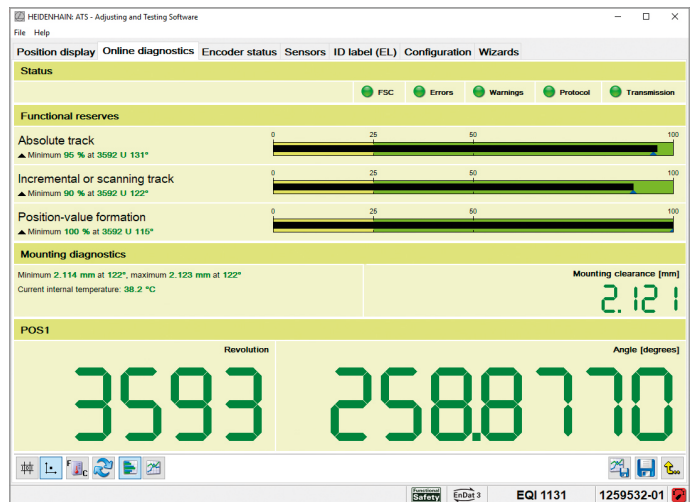 HEIDENHAIN: ATS - Adjusting and Testing Software
File Help
Position display Online diagnostics Encoder status Sensors ID label (EL) Configuration Wizards
Status
FSC Errors Warnings Protocol Transmission
Functional reserves
Absolute track
0 25 50 100
Minimum 95 % at 3592 U 131°
Incremental or scanning track
0 25 50 100
Minimum 90 % at 3592 U 122°
Position-value formation
0 25 50 100
Minimum 100 % at 3592 U 115°
Mounting diagnostics
Minimum 2.114 mm at 122°, maximum 2.123 mm at 122°
Mounting clearance [mm]
Current internal temperature: 38.2 °C
2.121
POS1
Revolution Angle [degrees]
3593 258.8770
F C
Functional Safety EnDat 3 EQI 1131 1259532-01